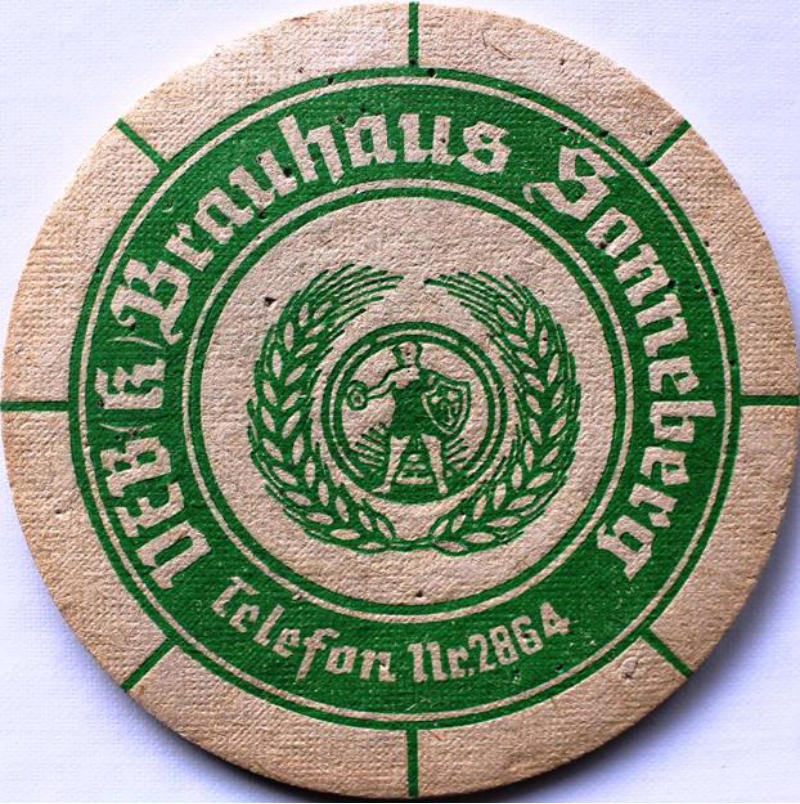 VEB (K) Brauhaus Sonneberg
Telefon Nr. 2864